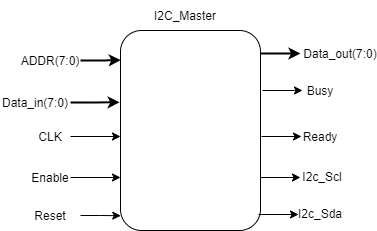 I2C_Master
ADDR(7:0)
Data_in(7:0)
CLK
Enable
Reset
Data_out(7:0)
Busy
Ready
I2c_Scl
I2c_Sda